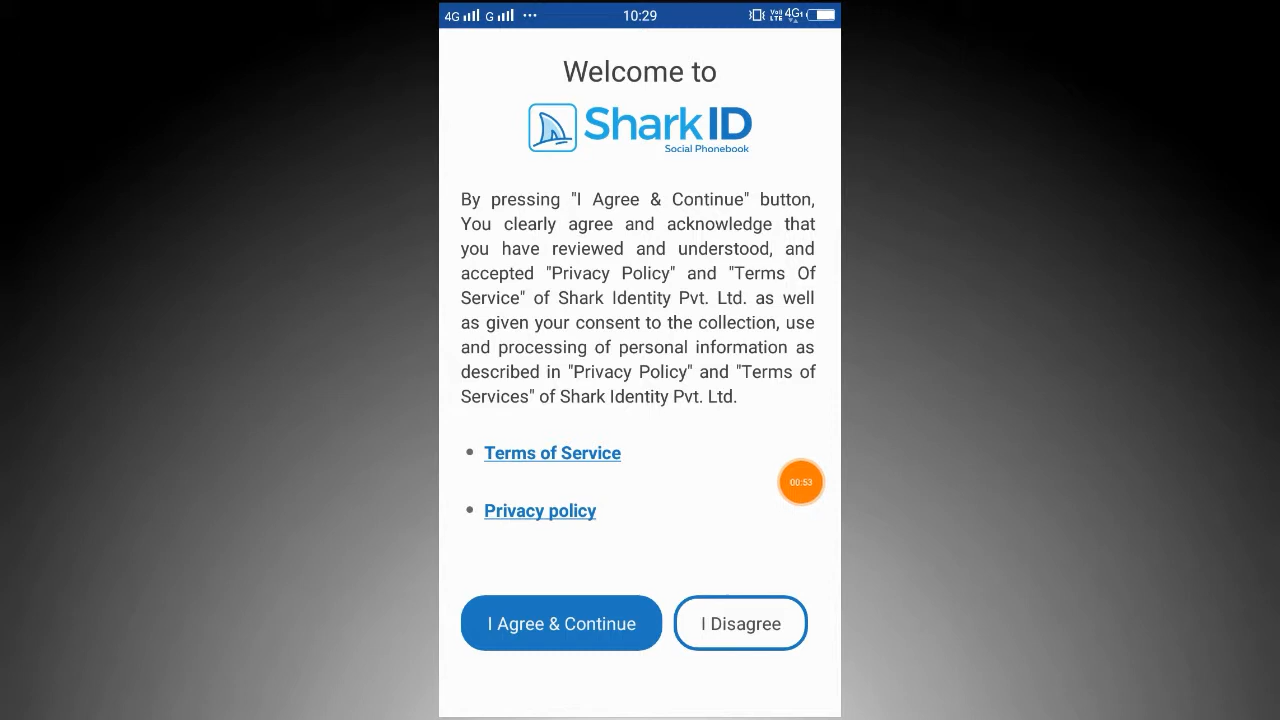 4G G ... 10:29 VoLTE 4G1
Welcome to
Shark ID
Social Phonebook
By pressing "I Agree & Continue" button,
You clearly agree and acknowledge that
you have reviewed and understood, and
accepted "Privacy Policy" and "Terms Of
Service" of Shark Identity Pvt. Ltd. as well
as given your consent to the collection, use
and processing of personal information as
described in "Privacy Policy" and "Terms of
Services" of Shark Identity Pvt. Ltd.
• Terms of Service
00:53
• Privacy policy
I Agree & Continue I Disagree